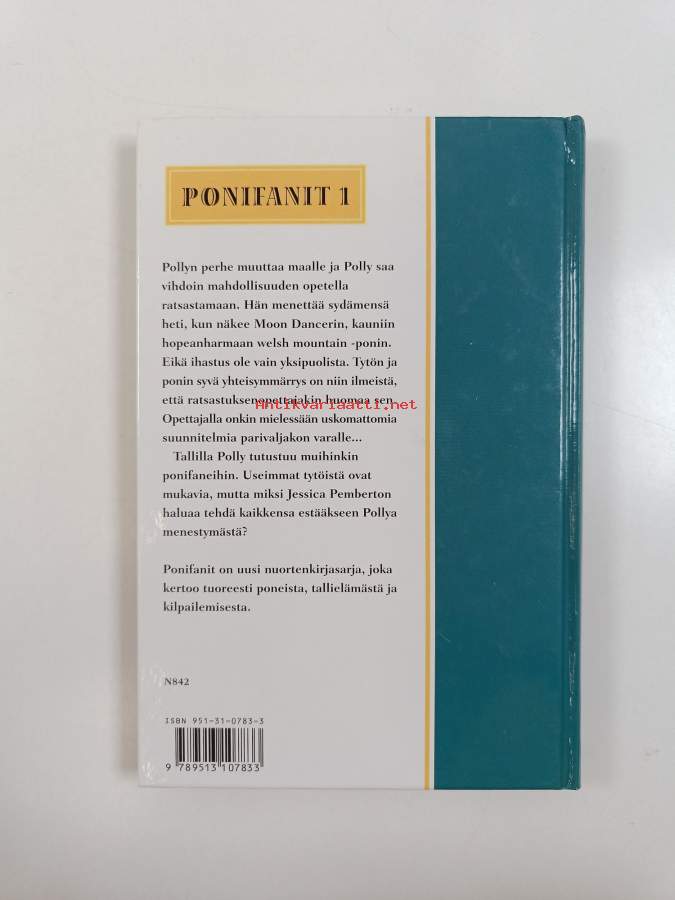 PONIFANIT 1
Pollyn perhe muuttaa maalle ja Polly saa
vihdoin mahdollisuuden opetella
ratsastamaan. Hän menettää sydämensä
heti, kun näkee Moon Dancerin, kauniin
hopeanharmaan welsh mountain -ponin.
Eikä ihastus ole vain yksipuolista. Tytön ja
ponin syvä yhteisymmärrys on niin ilmeistä,
että ratsastuksenopettajakin huomaa sen.
Antikvariaatti.net
Opettajalla onkin mielessään uskomattomia
suunnitelmia parivaljakon varalle...
Tallilla Polly tutustuu muihinkin
ponifaneihin. Useimmat tytöistä ovat
mukavia, mutta miksi Jessica Pemberton
haluaa tehdä kaikkensa estääkseen Pollya
menestymästä?
Ponifanit on uusi nuortenkirjasarja, joka
kertoo tuoreesti poneista, tallielämästä ja
kilpailemisesta.
N842
ISBN 951-31-0783-3
9 789513 107833